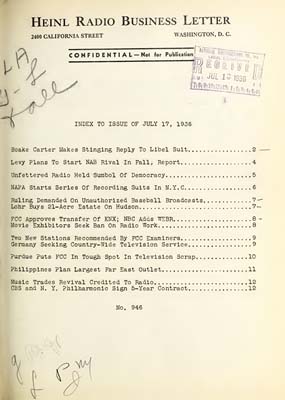 HEINL RADIO BUSINESS LETTER
2400 CALIFORNIA STREET WASHINGTON, D. C.
CONFIDENTIAL—Not for Publication
JUL 18 1936
INDEX TO ISSUE OF JULY 17, 1936
Boake Carter Makes Stinging Reply To Libel Suit...............2
Levy Plans To Start NAB Rival In Fall, Report.................4
Unfettered Radio Held Symbol Of Democracy.....................5
NAPA Starts Series Of Recording Suits In N.Y.C................6
Ruling Demanded On Unauthorized Baseball Broadcasts...........7
Lohr Buys 21-Acre Estate On Hudson............................7
FCC Approves Transfer Of KNX; NBC Adds WEBR...................8
Movie Exhibitors Seek Ban On Radio Work.......................8
Two New Stations Recommended By FCC Examiners.................9
Germany Seeking Country-Wide Television Service...............9
Purdue Puts FCC In Tough Spot In Television Scrap............10
Philippines Plan Largest Far East Outlet.....................11
Music Trades Revival Credited To Radio.......................12
CBS and N. Y. Philharmonic Sign 5-Year Contract..............12
No. 946